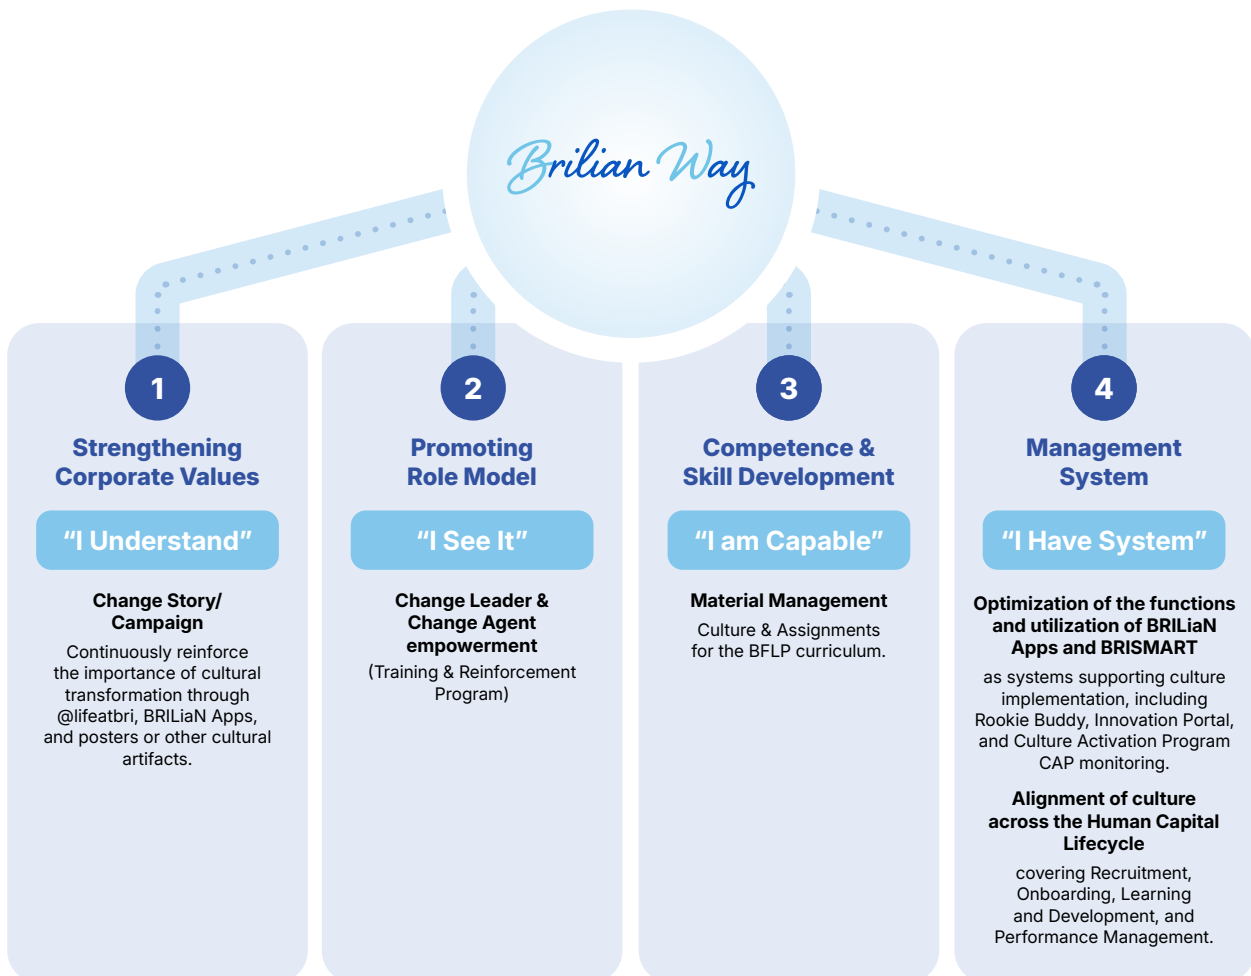 Brilian Way
1
Strengthening
Corporate Values
“I Understand”
Change Story/
Campaign
Continuously reinforce
the importance of cultural
transformation through
@lifeatbri, BRILiaN Apps,
and posters or other cultural
artifacts.
2
Promoting
Role Model
“I See It”
Change Leader &
Change Agent
empowerment
(Training & Reinforcement
Program)
3
Competence &
Skill Development
“I am Capable”
Material Management
Culture & Assignments
for the BFLP curriculum.
4
Management
System
“I Have System”
Optimization of the functions
and utilization of BRILiaN
Apps and BRISMART
as systems supporting culture
implementation, including
Rookie Buddy, Innovation Portal,
and Culture Activation Program
CAP monitoring.
Alignment of culture
across the Human Capital
Lifecycle
covering Recruitment,
Onboarding, Learning
and Development, and
Performance Management.